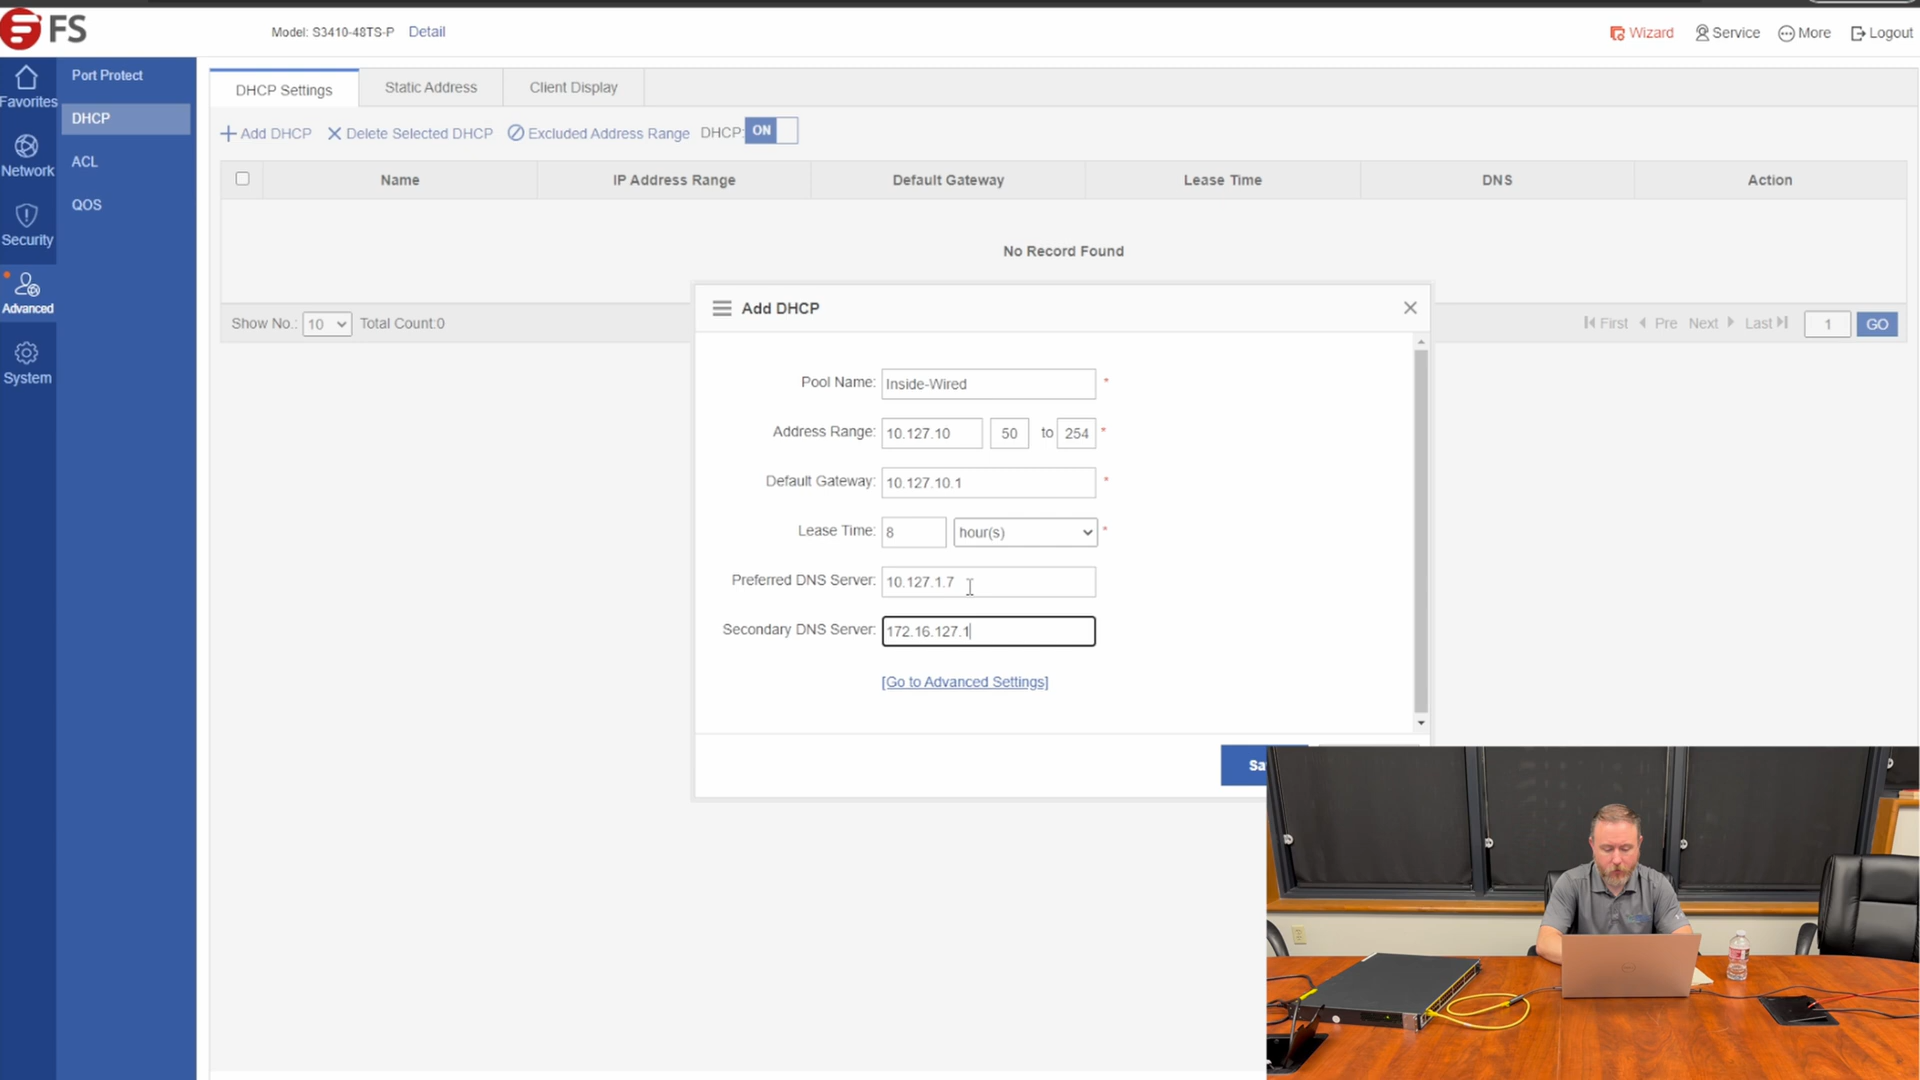 FS
Model: S3410-48TS-P Detail
Wizard Service More Logout
Favorites
Network
Security
Advanced
System
Port Protect
DHCP
ACL
QOS
DHCP Settings Static Address Client Display
Add DHCP Delete Selected DHCP Excluded Address Range DHCP: ON
Name IP Address Range Default Gateway Lease Time DNS Action
No Record Found
Show No.: 10 Total Count:0
First Pre Next Last 1 GO
Add DHCP
Pool Name: Inside-Wired *
Address Range: 10.127.10 50 to 254 *
Default Gateway: 10.127.10.1 *
Lease Time: 8 hour(s) *
Preferred DNS Server: 10.127.1.7
Secondary DNS Server: 172.16.127.1
[Go to Advanced Settings]
Sa